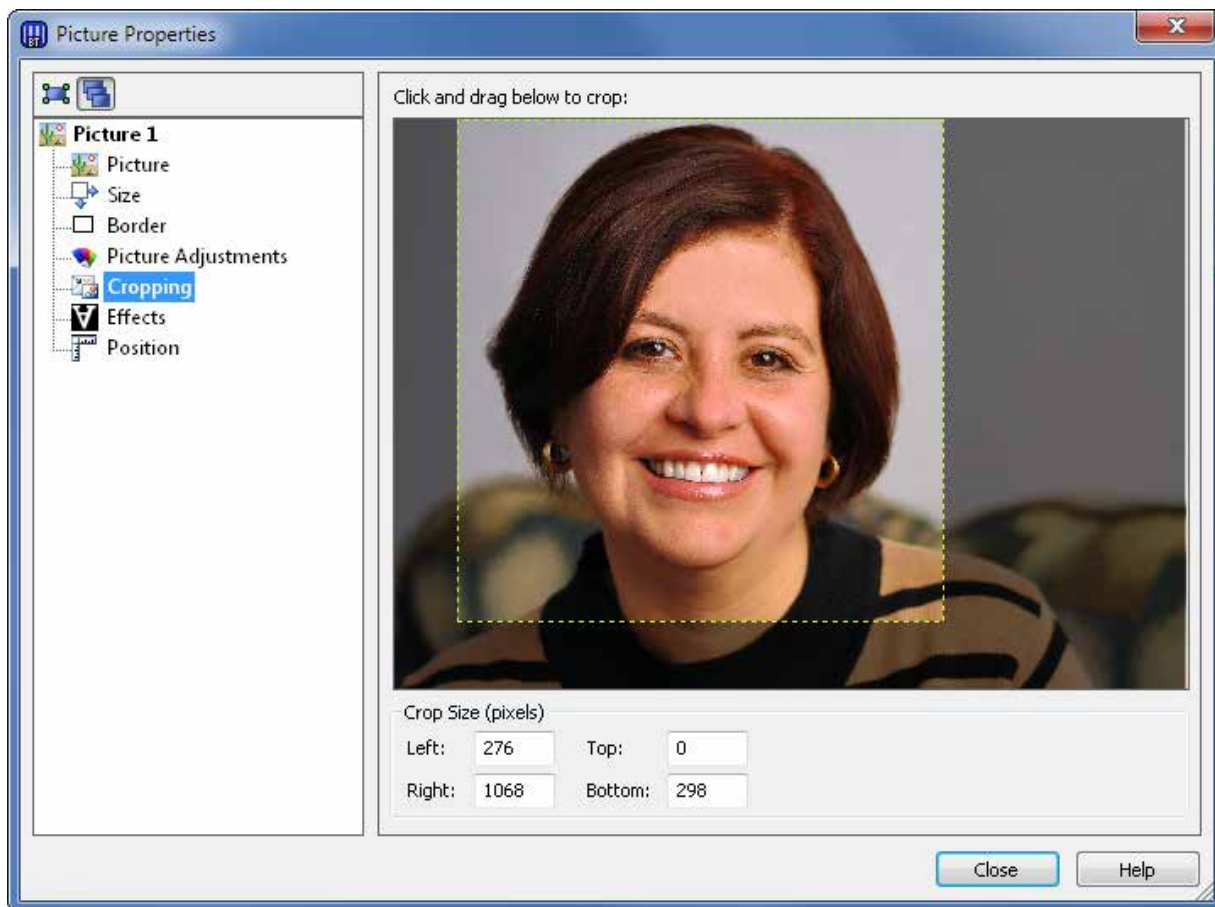 Picture Properties
Picture 1
Picture
Size
Border
Picture Adjustments
Cropping
Effects
Position
Click and drag below to crop:
Crop Size (pixels)
Left: 276 Top: 0
Right: 1068 Bottom: 298
Close Help